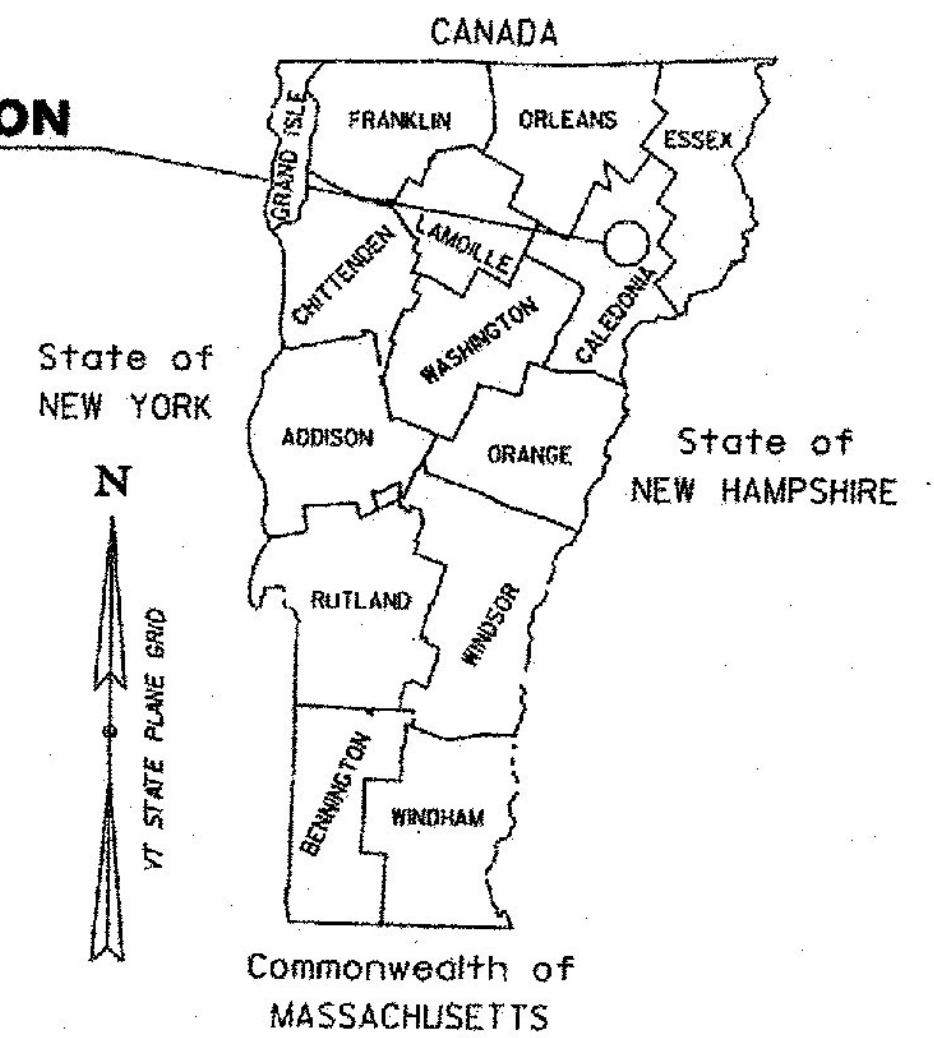 CANADA
ON
GRAND ISLE
FRANKLIN
ORLEANS
ESSEX
LAMOILLE
CHITTENDEN
CALEDONIA
WASHINGTON
State of
NEW YORK
ADDISON
ORANGE
State of
NEW HAMPSHIRE
N
VT STATE PLANE GRID
RUTLAND
WINDSOR
BENNINGTON
WINDHAM
Commonwealth of
MASSACHUSETTS